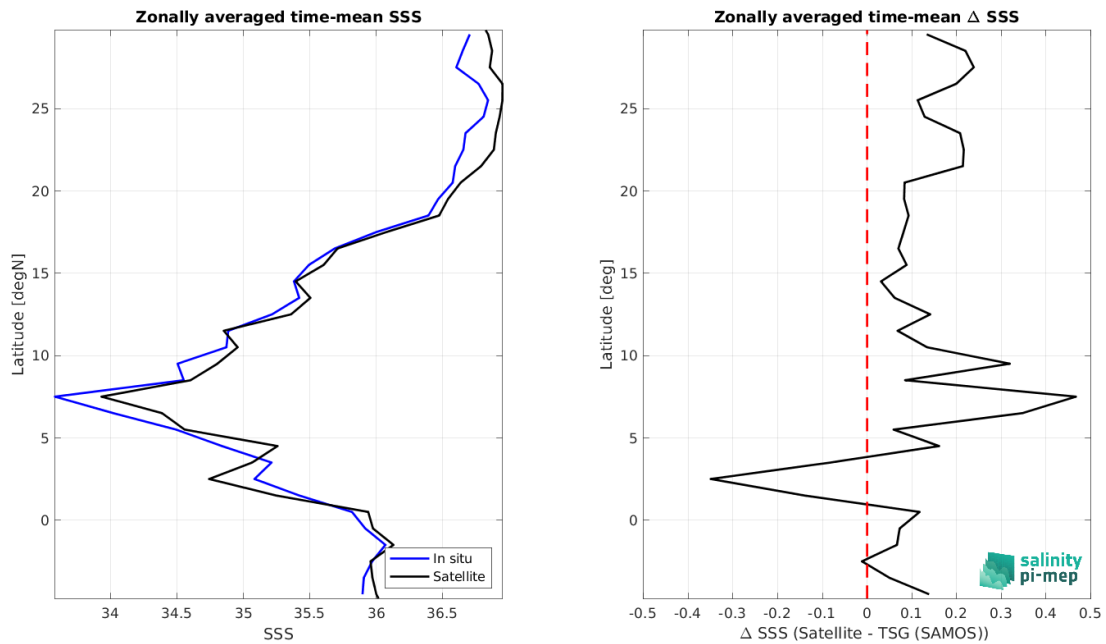 Zonally averaged time-mean SSS
Latitude [degN]
25
20
15
10
5
0
34
34.5
35
35.5
36
36.5
SSS
In situ
Satellite
Zonally averaged time-mean Δ SSS
Latitude [deg]
25
20
15
10
5
0
-0.5
-0.4
-0.3
-0.2
-0.1
0
0.1
0.2
0.3
0.4
0.5
Δ SSS (Satellite - TSG (SAMOS))
salinity
pi-mep